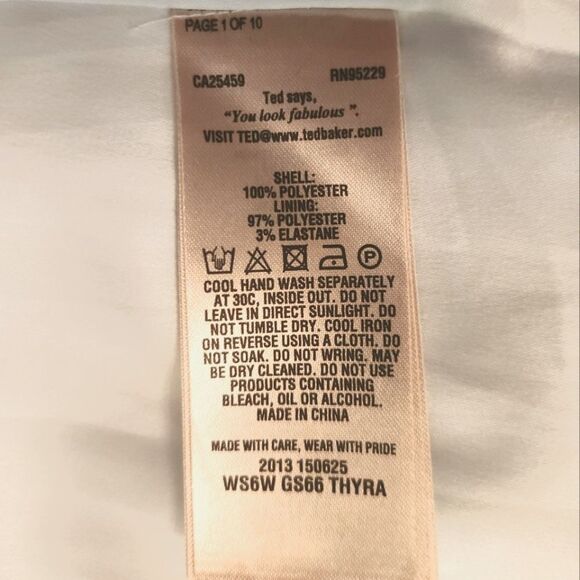 PAGE 1 OF 10
CA25459 RN95229
Ted says,
"You look fabulous ".
VISIT TED@www.tedbaker.com
SHELL:
100% POLYESTER
LINING:
97% POLYESTER
3% ELASTANE
P
COOL HAND WASH SEPARATELY
AT 30C, INSIDE OUT. DO NOT
LEAVE IN DIRECT SUNLIGHT. DO
NOT TUMBLE DRY. COOL IRON
ON REVERSE USING A CLOTH. DO
NOT SOAK. DO NOT WRING. MAY
BE DRY CLEANED. DO NOT USE
PRODUCTS CONTAINING
BLEACH, OIL OR ALCOHOL.
MADE IN CHINA
MADE WITH CARE, WEAR WITH PRIDE
2013 150625
WS6W GS66 THYRA